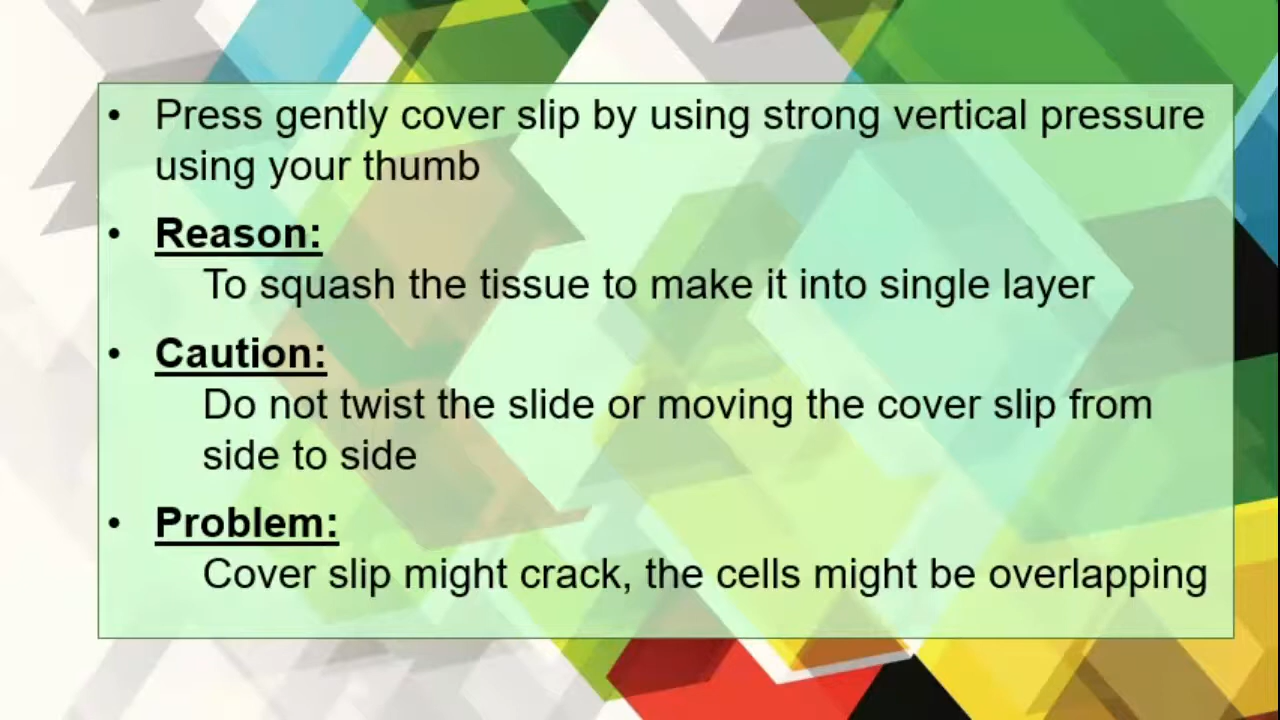 • Press gently cover slip by using strong vertical pressure
using your thumb
• Reason:
To squash the tissue to make it into single layer
• Caution:
Do not twist the slide or moving the cover slip from
side to side
• Problem:
Cover slip might crack, the cells might be overlapping